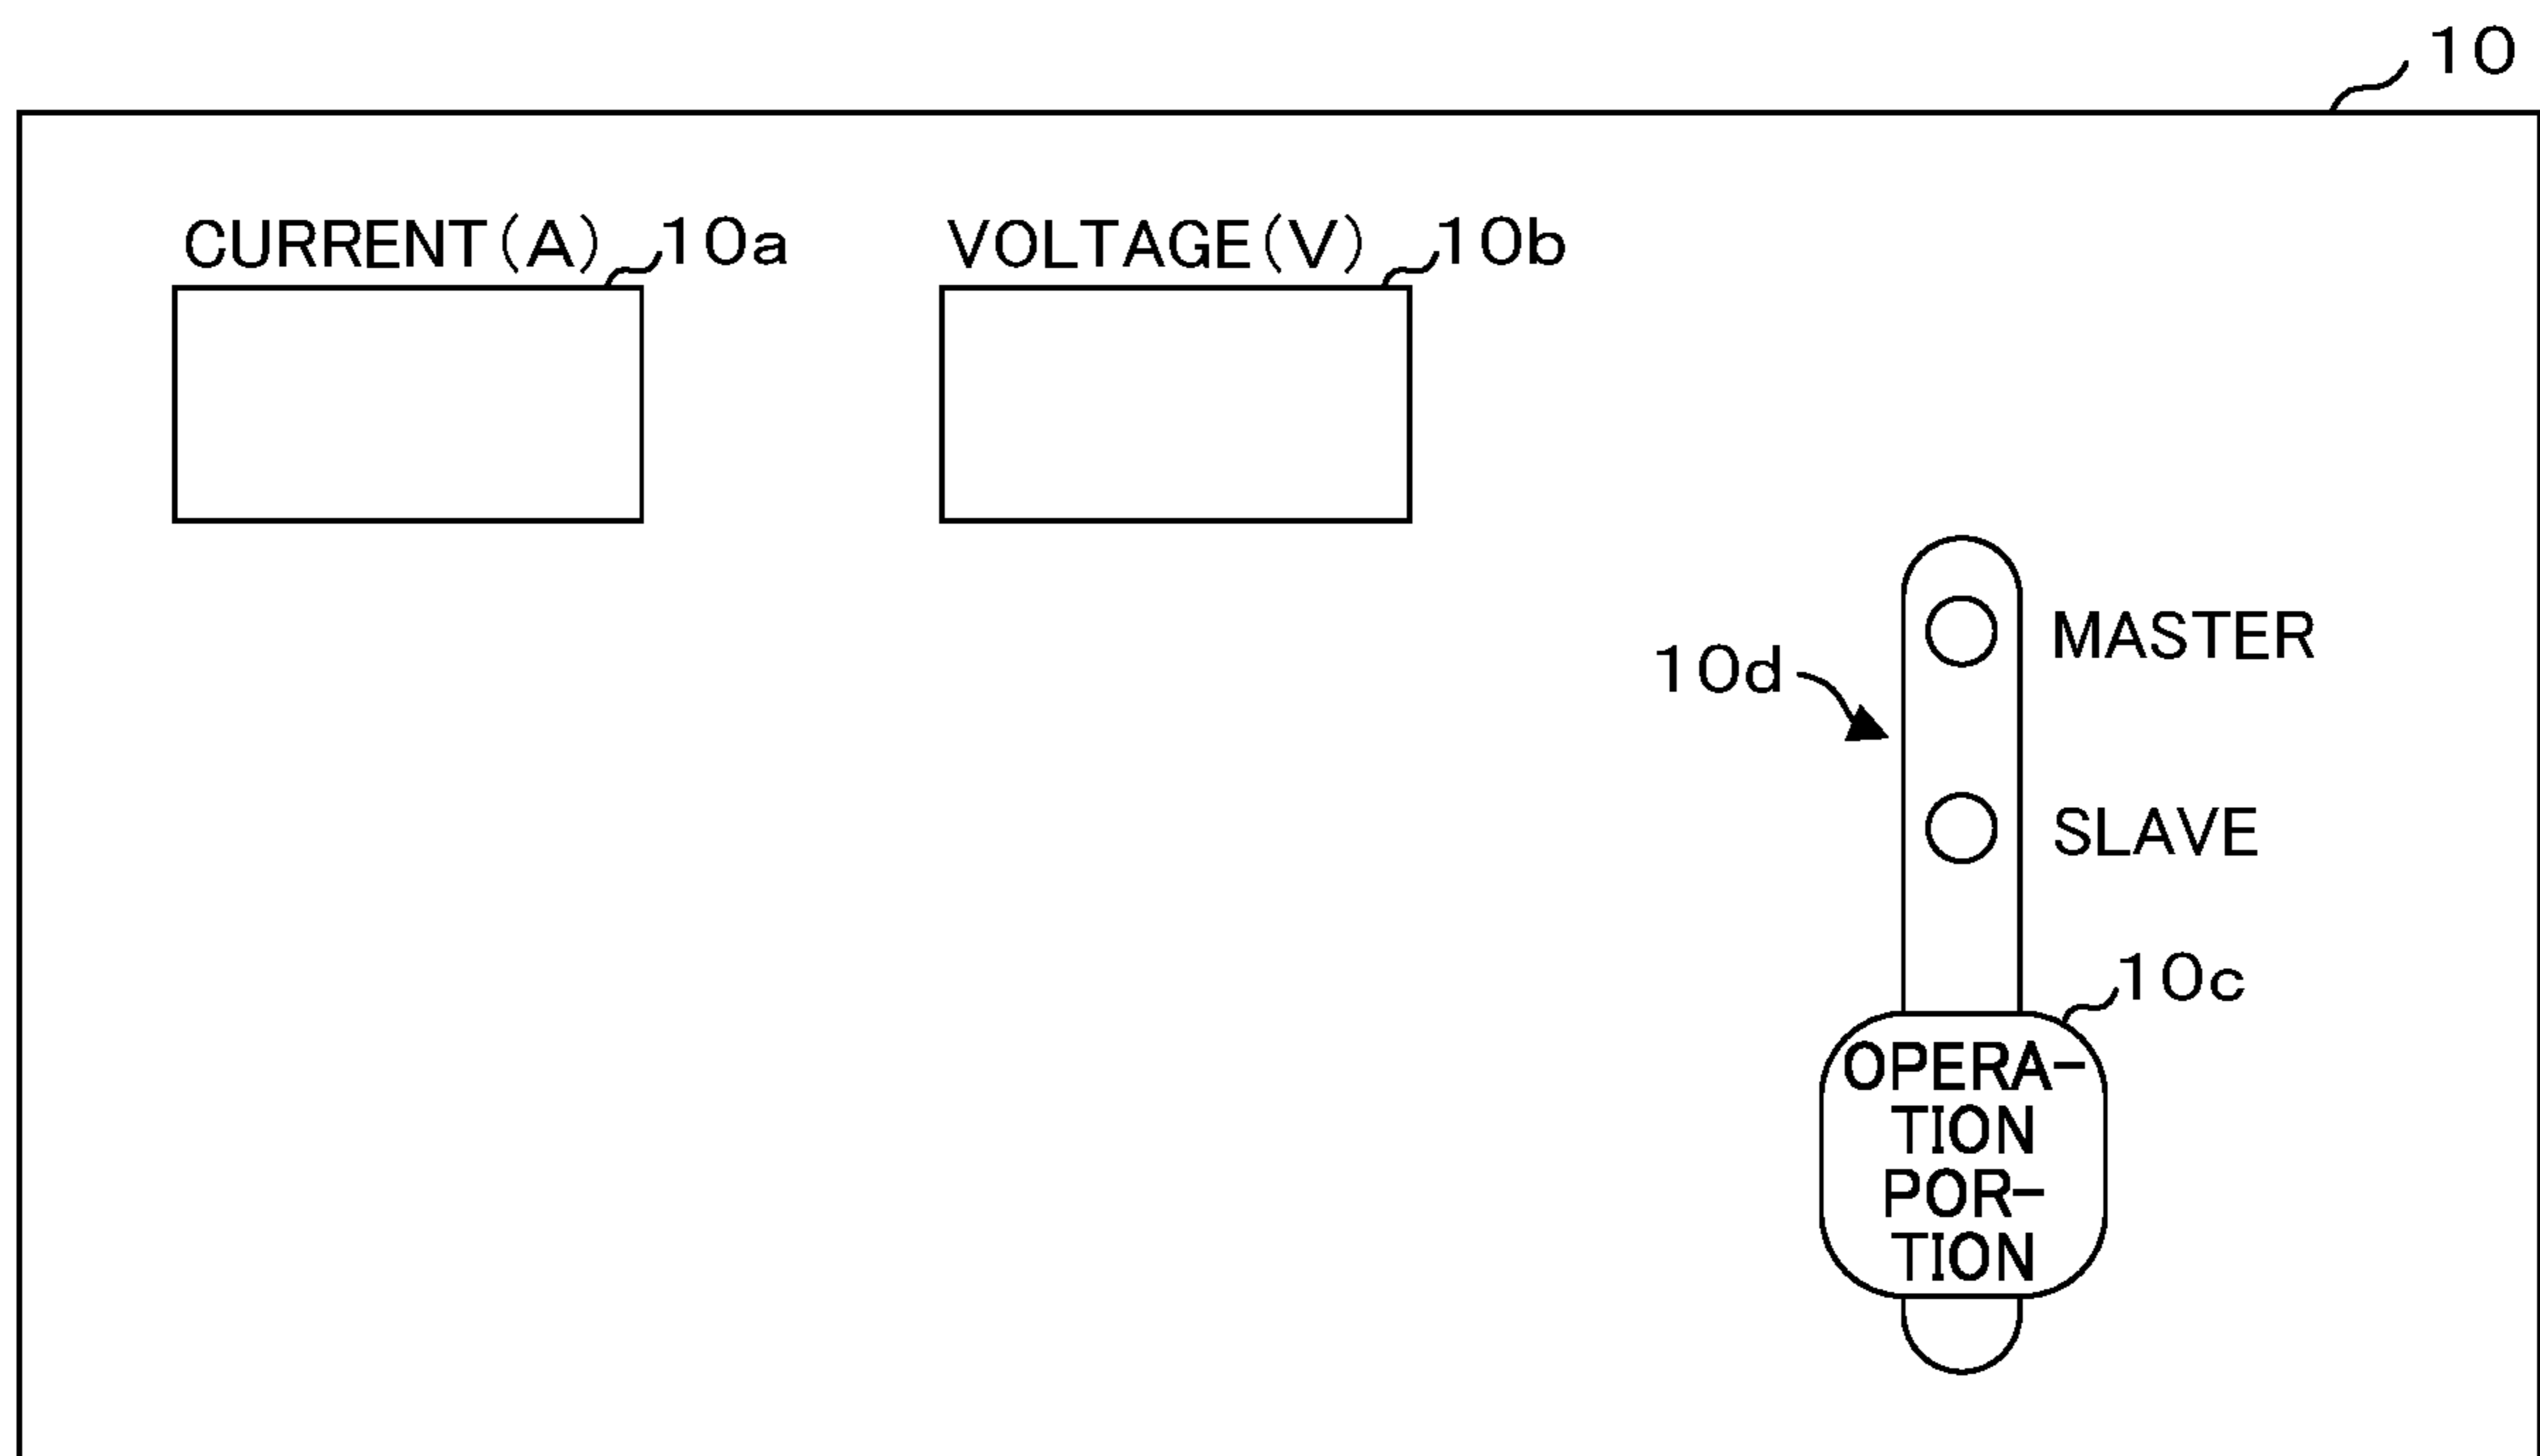 10
CURRENT(A) 10a
VOLTAGE(V) 10b
MASTER
10d
SLAVE
10c
OPERA-
TION
POR-
TION